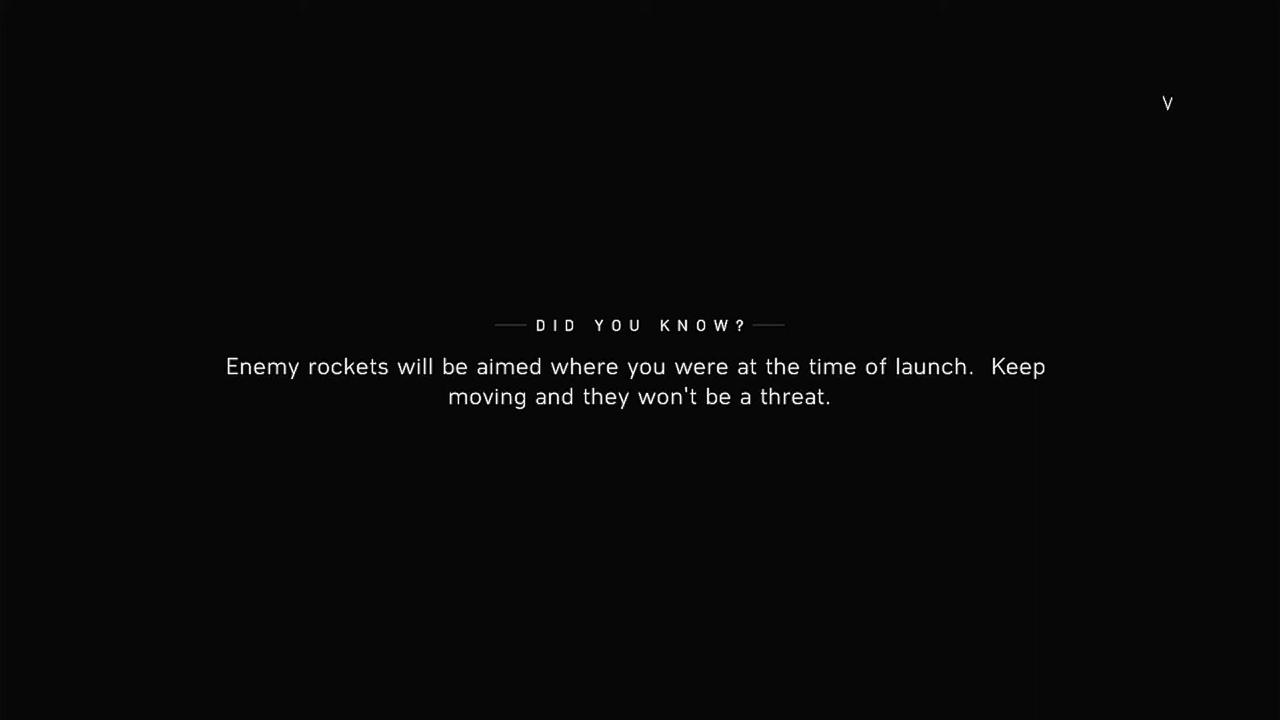 V
DID YOU KNOW?
Enemy rockets will be aimed where you were at the time of launch.  Keep
moving and they won't be a threat.